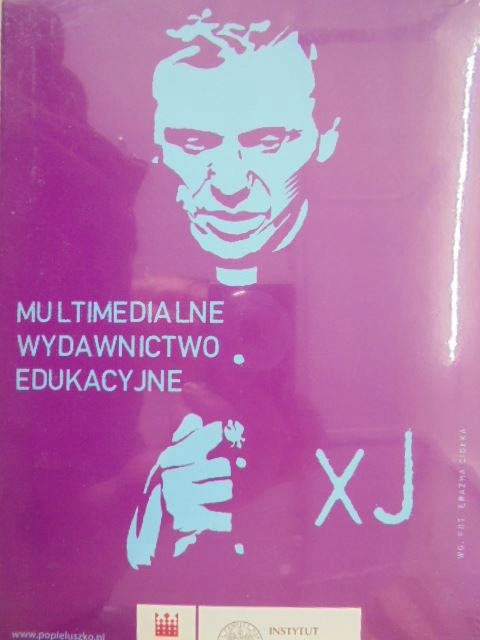 MULTIMEDIALNE
WYDAWNICTWO
EDUKACYJNE
XJ
WG. FOT. ERAZMA CIOŁKA
www.popieluszko.pl
INSTYTUT